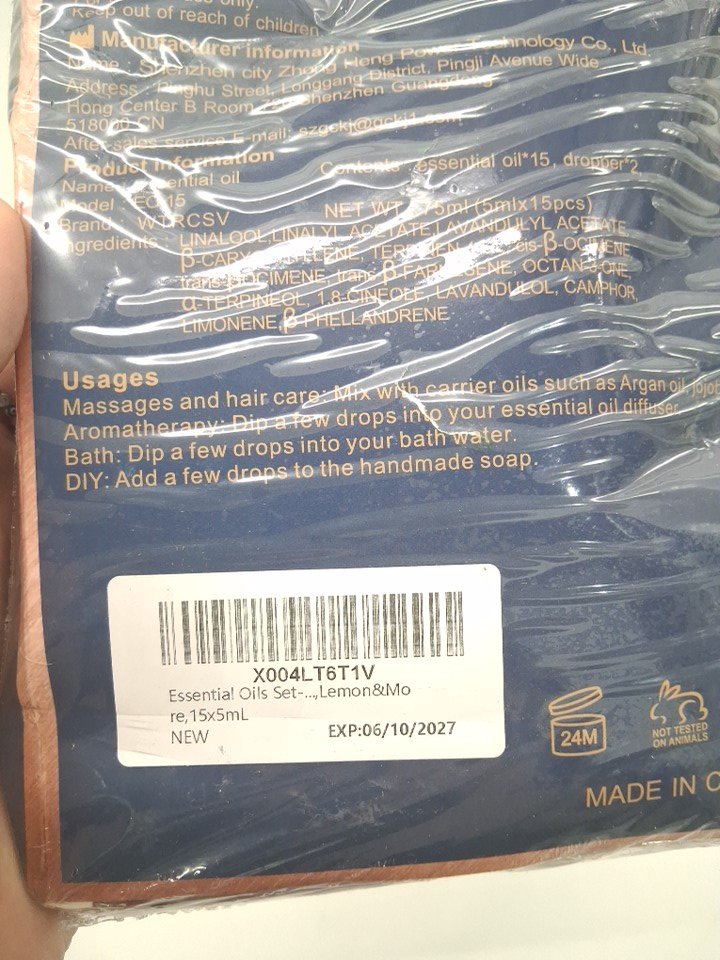 only.
Keep out of reach of children
Manufacturer information
Name : Shenzhen city Zhong Heng Power Technology Co., Ltd.
Address : Pinghu Street, Longgang District, Pingji Avenue Wide
Hong Center B Room Shenzhen Guangdong
518000 CN
After-sales service E-mail: szgckj@gckj1.com
Product information
Name : Essential oil
Contents : essential oil*15, dropper*2
Model : EO-15
Brand : WTRCSV
NET WT : 75ml (5mlx15pcs)
Ingredients : LINALOOL,LINALYL ACETATE,LAVANDULYL ACETATE,
β-CARYOPHYLLENE, cis-β-OCIMENE
trans-β-OCIMENE, trans-β-FARNESENE, OCTAN-3-ONE,
α-TERPINEOL, 1,8-CINEOLE, LAVANDULOL, CAMPHOR,
LIMONENE,β-PHELLANDRENE
Usages
Massages and hair care: Mix with carrier oils such as Argan oil, jojob
Aromatherapy: Dip a few drops into your essential oil diffuser.
Bath: Dip a few drops into your bath water.
DIY: Add a few drops to the handmade soap.
X004LT6T1V
Essential Oils Set-...,Lemon&Mo
re,15x5mL
NEW
EXP:06/10/2027
24M
NOT TESTED
ON ANIMALS
MADE IN C